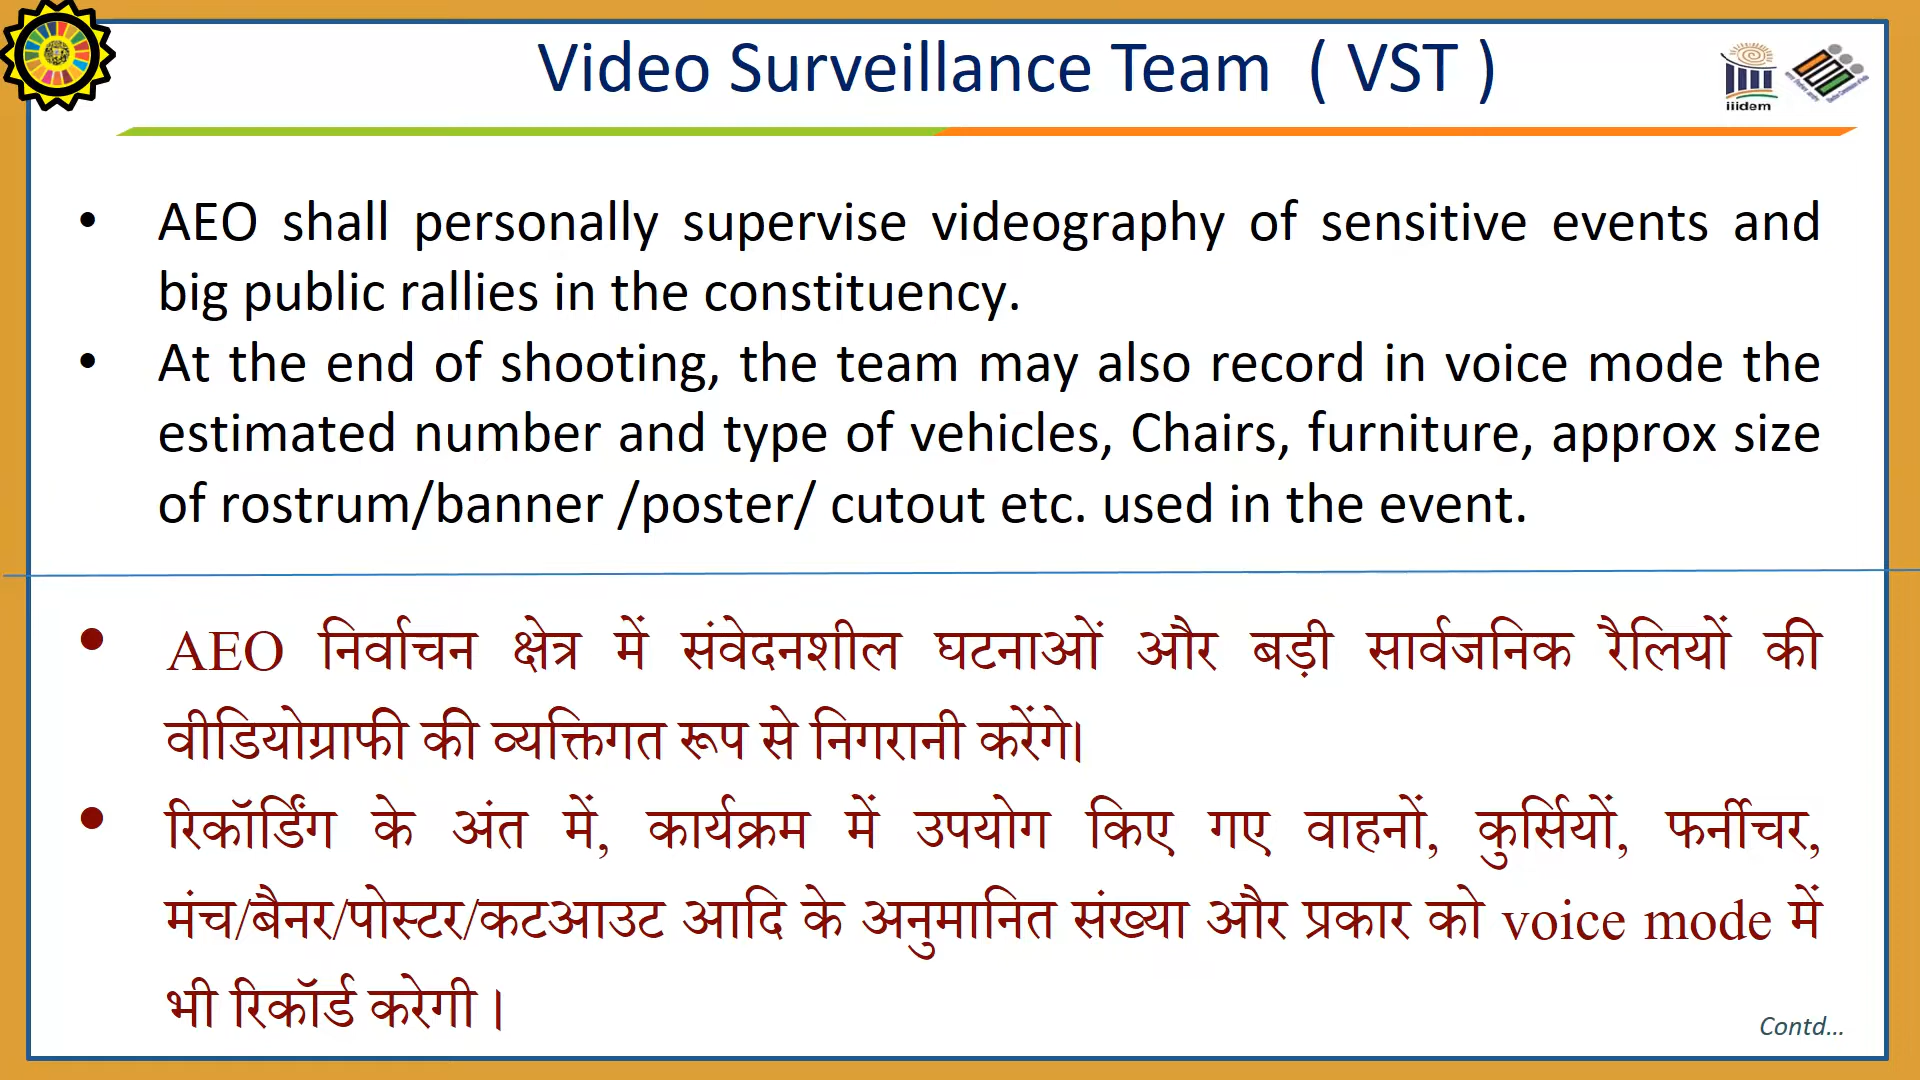 Video Surveillance Team ( VST )
iiidem
• AEO shall personally supervise videography of sensitive events and
big public rallies in the constituency.
• At the end of shooting, the team may also record in voice mode the
estimated number and type of vehicles, Chairs, furniture, approx size
of rostrum/banner /poster/ cutout etc. used in the event.
• AEO निर्वाचन क्षेत्र में संवेदनशील घटनाओं और बड़ी सार्वजनिक रैलियों की
वीडियोग्राफी की व्यक्तिगत रूप से निगरानी करेंगे।
• रिकॉर्डिंग के अंत में, कार्यक्रम में उपयोग किए गए वाहनों, कुर्सियों, फर्नीचर,
मंच/बैनर/पोस्टर/कटआउट आदि के अनुमानित संख्या और प्रकार को voice mode में
भी रिकॉर्ड करेगी।
Contd...